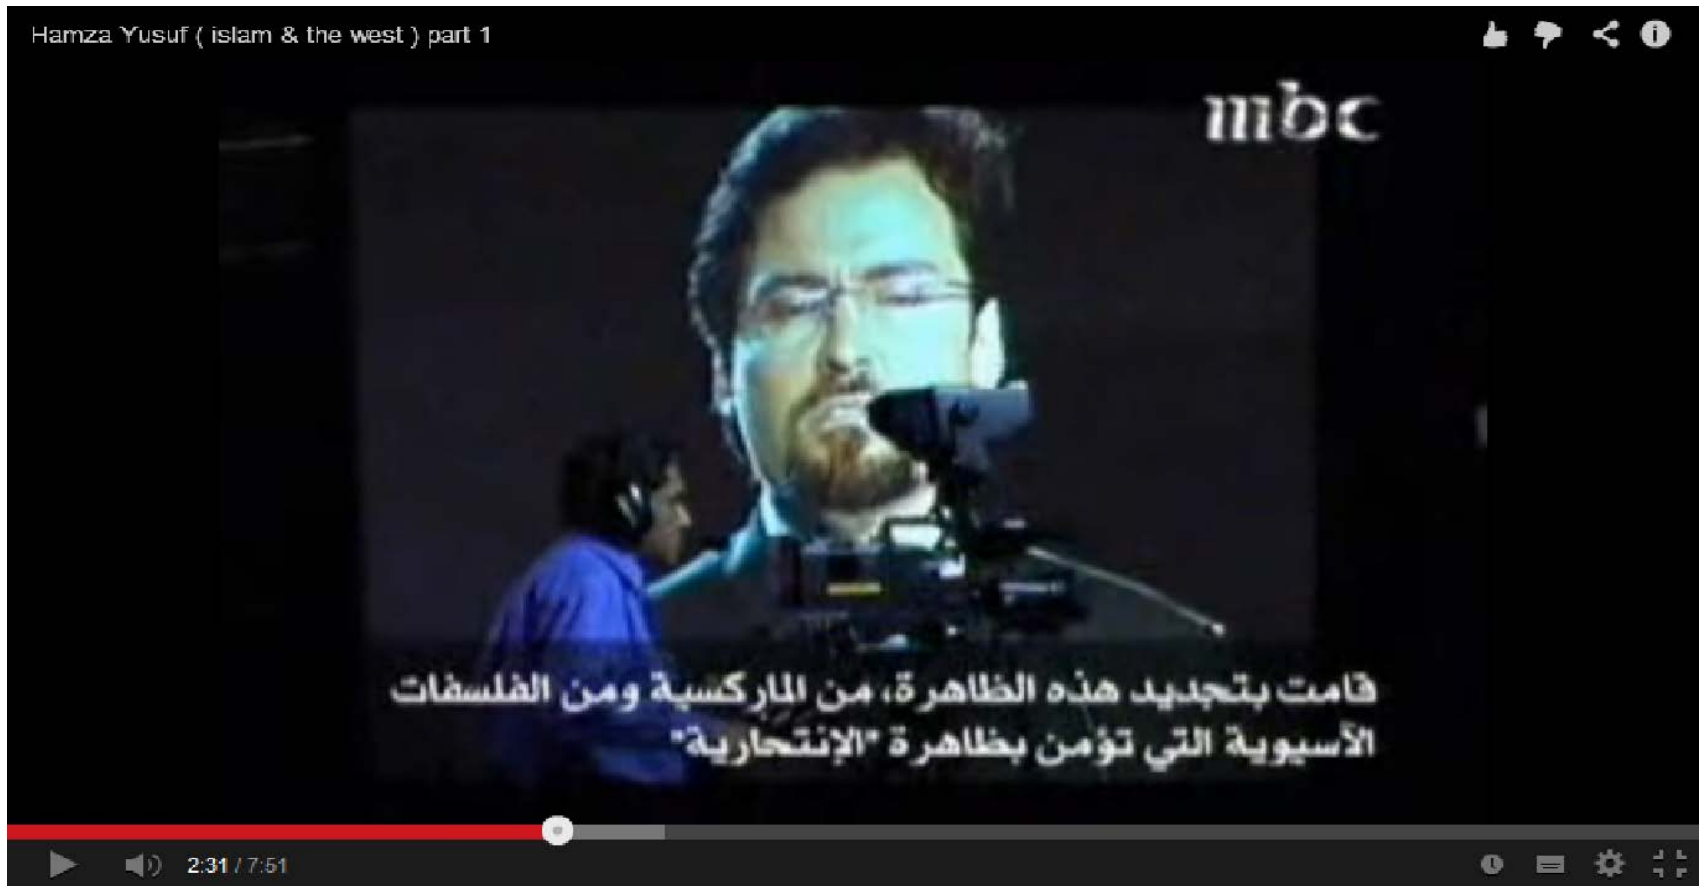 Hamza Yusuf ( islam & the west ) part 1
mbc
قامت بتجديد هذه الظاهرة، من الماركسية ومن الفلسفات
الآسيوية التي تؤمن بظاهرة "الإنتحارية"
2:31 / 7:51